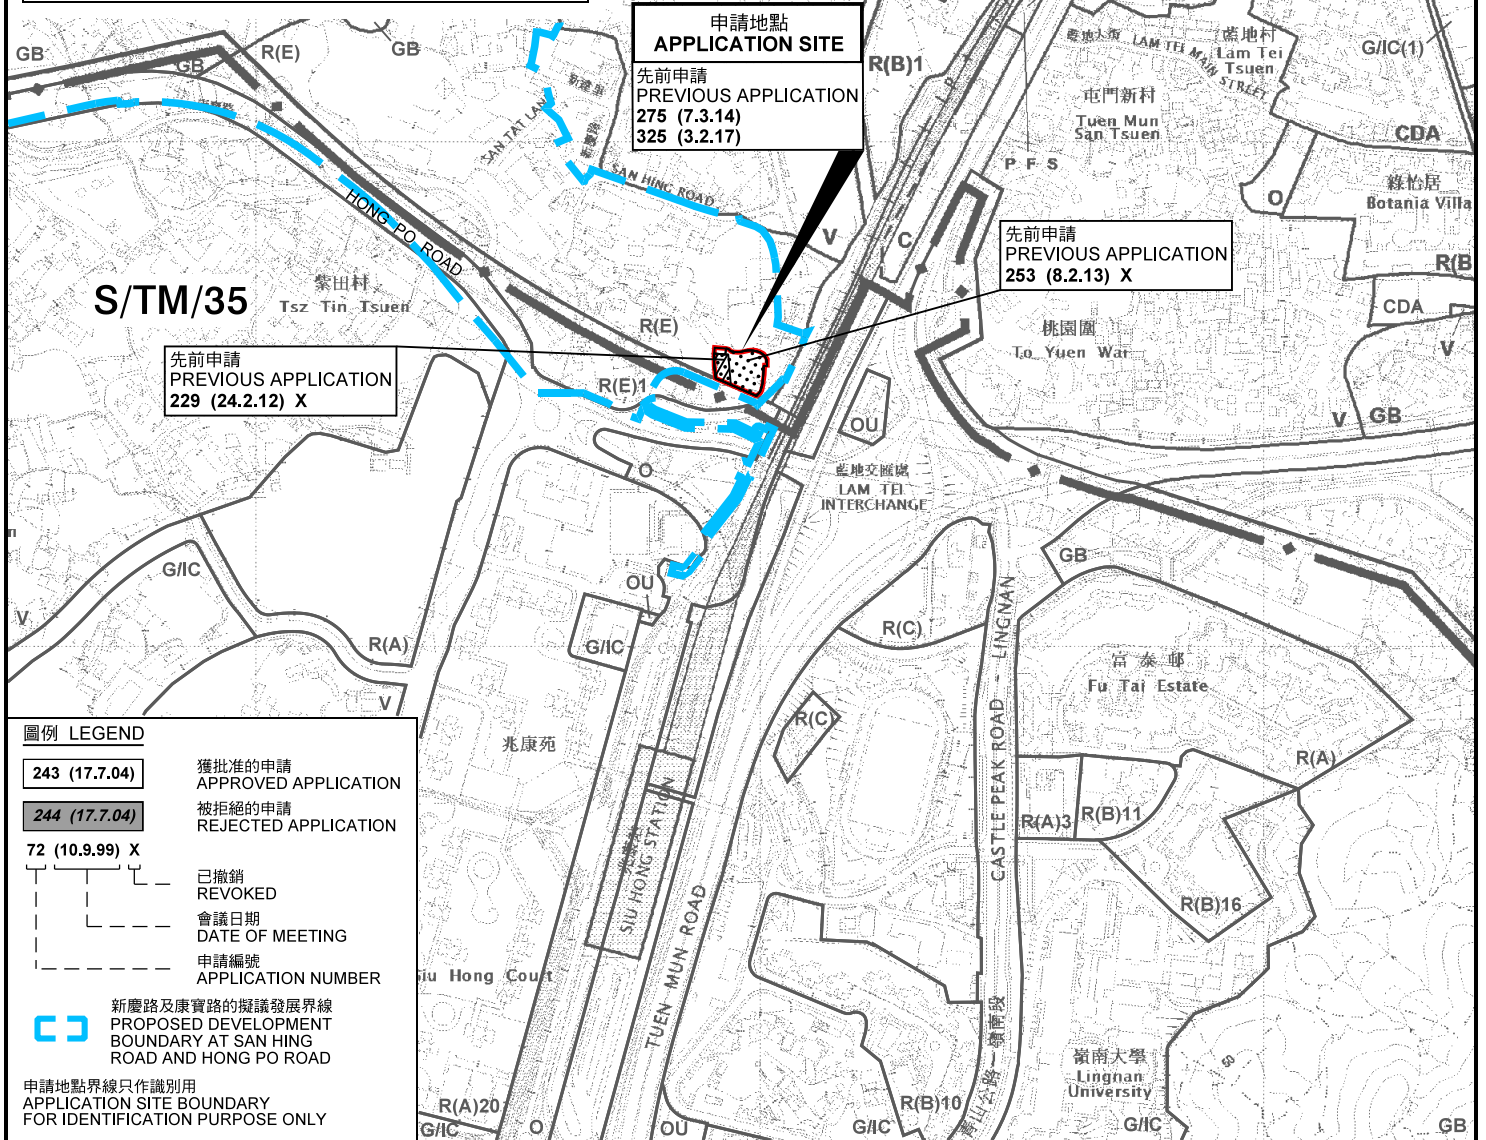 申請地點
APPLICATION SITE
先前申請
PREVIOUS APPLICATION
275 (7.3.14)
325 (3.2.17)
GB
GB
R(E)
GB
R(B)1
藍地大街
LAM TEI MAIN STREET
藍地村
Lam Tei
Tsuen
G/IC(1)
屯門新村
Tuen Mun
San Tsuen
CDA
P F S
O
綠怡居
Botania Villa
SAN TAT LANE
新慶路
SAN HING ROAD
HONG PO ROAD
V
C
先前申請
PREVIOUS APPLICATION
253 (8.2.13) X
R(B
CDA
V
S/TM/35
紫田村
Tsz Tin Tsuen
R(E)
桃園圍
To Yuen Wai
先前申請
PREVIOUS APPLICATION
229 (24.2.12) X
R(E)1
OU
V
GB
O
藍地交匯處
LAM TEI
INTERCHANGE
G/IC
OU
GB
V
R(A)
G/IC
R(C)
CASTLE PEAK ROAD - LINGNAN
富泰邨
Fu Tai Estate
V
R(C)
兆康苑
Siu Hong Court
SIU HONG STATION
TUEN MUN ROAD
R(A)
R(A)3
R(B)11
R(B)16
青山公路-嶺南段
嶺南大學
Lingnan
University
50
R(A)20
G/IC
O
OU
G/IC
R(B)10
G/IC
GB
圖例 LEGEND
243 (17.7.04)
獲批准的申請
APPROVED APPLICATION
244 (17.7.04)
被拒絕的申請
REJECTED APPLICATION
72 (10.9.99) X
已撤銷
REVOKED
會議日期
DATE OF MEETING
申請編號
APPLICATION NUMBER
新慶路及康寶路的擬議發展界線
PROPOSED DEVELOPMENT
BOUNDARY AT SAN HING
ROAD AND HONG PO ROAD
申請地點界線只作識別用
APPLICATION SITE BOUNDARY
FOR IDENTIFICATION PURPOSE ONLY